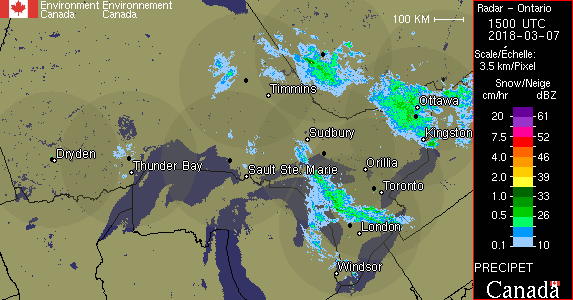 Environment Environnement
Canada Canada
100 KM
Timmins
Ottawa
Kingston
Sudbury
Dryden
Thunder Bay
Sault Ste. Marie
Orillia
Toronto
London
Windsor
Radar - Ontario
1500 UTC
2018-03-07
Scale/Échelle:
3.5 km/Pixel
Snow/Neige
cm/hr dBZ
20 61
7.5 52
4.0 46
2.0 39
1.0 33
0.5 26
0.1 10
PRECIPET
Canada